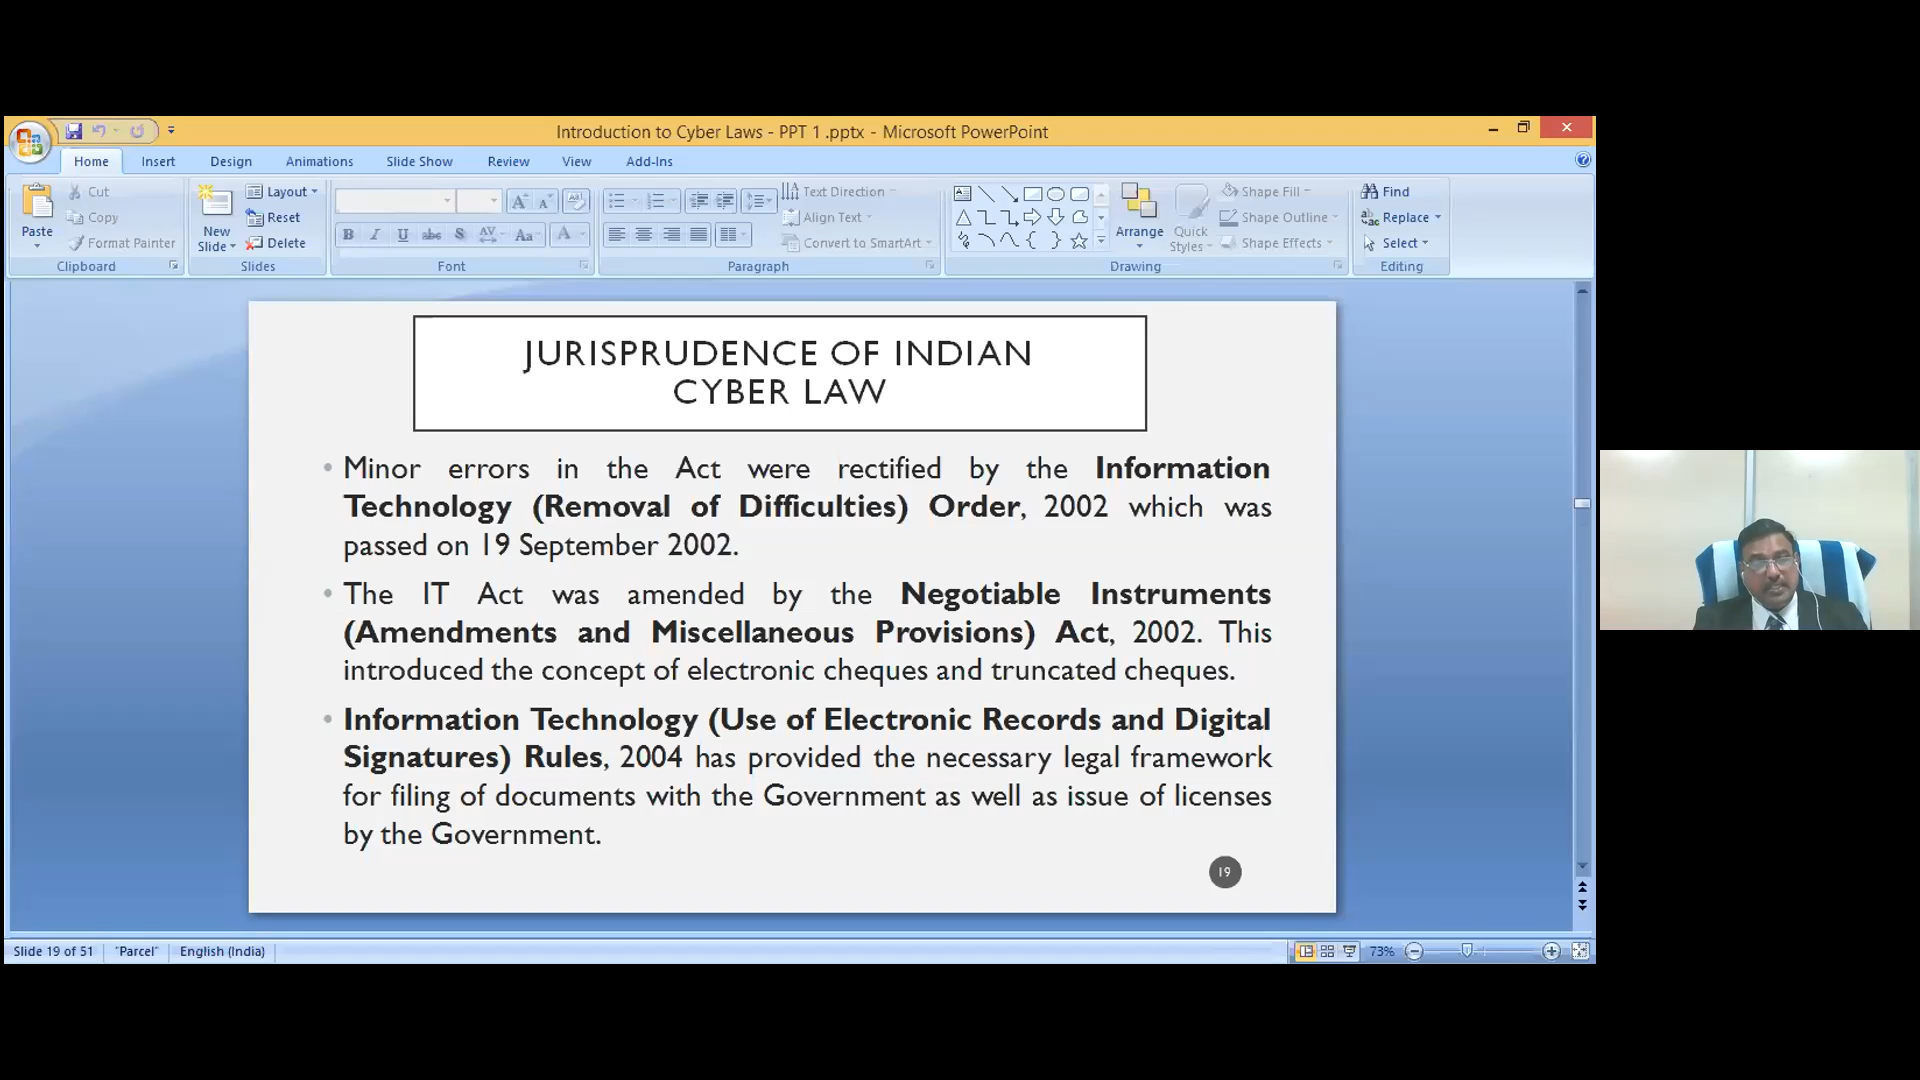 Introduction to Cyber Laws - PPT 1 .pptx - Microsoft PowerPoint
Home Insert Design Animations Slide Show Review View Add-Ins
Paste
Cut
Copy
Format Painter
Clipboard
New
Slide
Layout
Reset
Delete
Slides
Font
Text Direction
Align Text
Convert to SmartArt
Paragraph
Arrange
Quick
Styles
Shape Fill
Shape Outline
Shape Effects
Drawing
Find
Replace
Select
Editing
JURISPRUDENCE OF INDIAN
CYBER LAW
• Minor errors in the Act were rectified by the Information
Technology (Removal of Difficulties) Order, 2002 which was
passed on 19 September 2002.
• The IT Act was amended by the Negotiable Instruments
(Amendments and Miscellaneous Provisions) Act, 2002. This
introduced the concept of electronic cheques and truncated cheques.
• Information Technology (Use of Electronic Records and Digital
Signatures) Rules, 2004 has provided the necessary legal framework
for filing of documents with the Government as well as issue of licenses
by the Government.
19
Slide 19 of 51 "Parcel" English (India) 73%